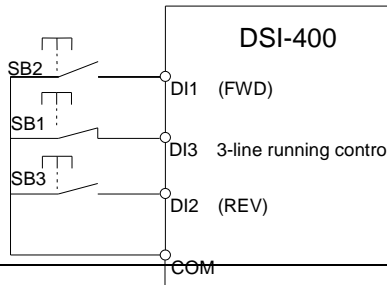 DSI-400
SB2
DI1 (FWD)
SB1
DI3 3-line running contro
SB3
DI2 (REV)
COM